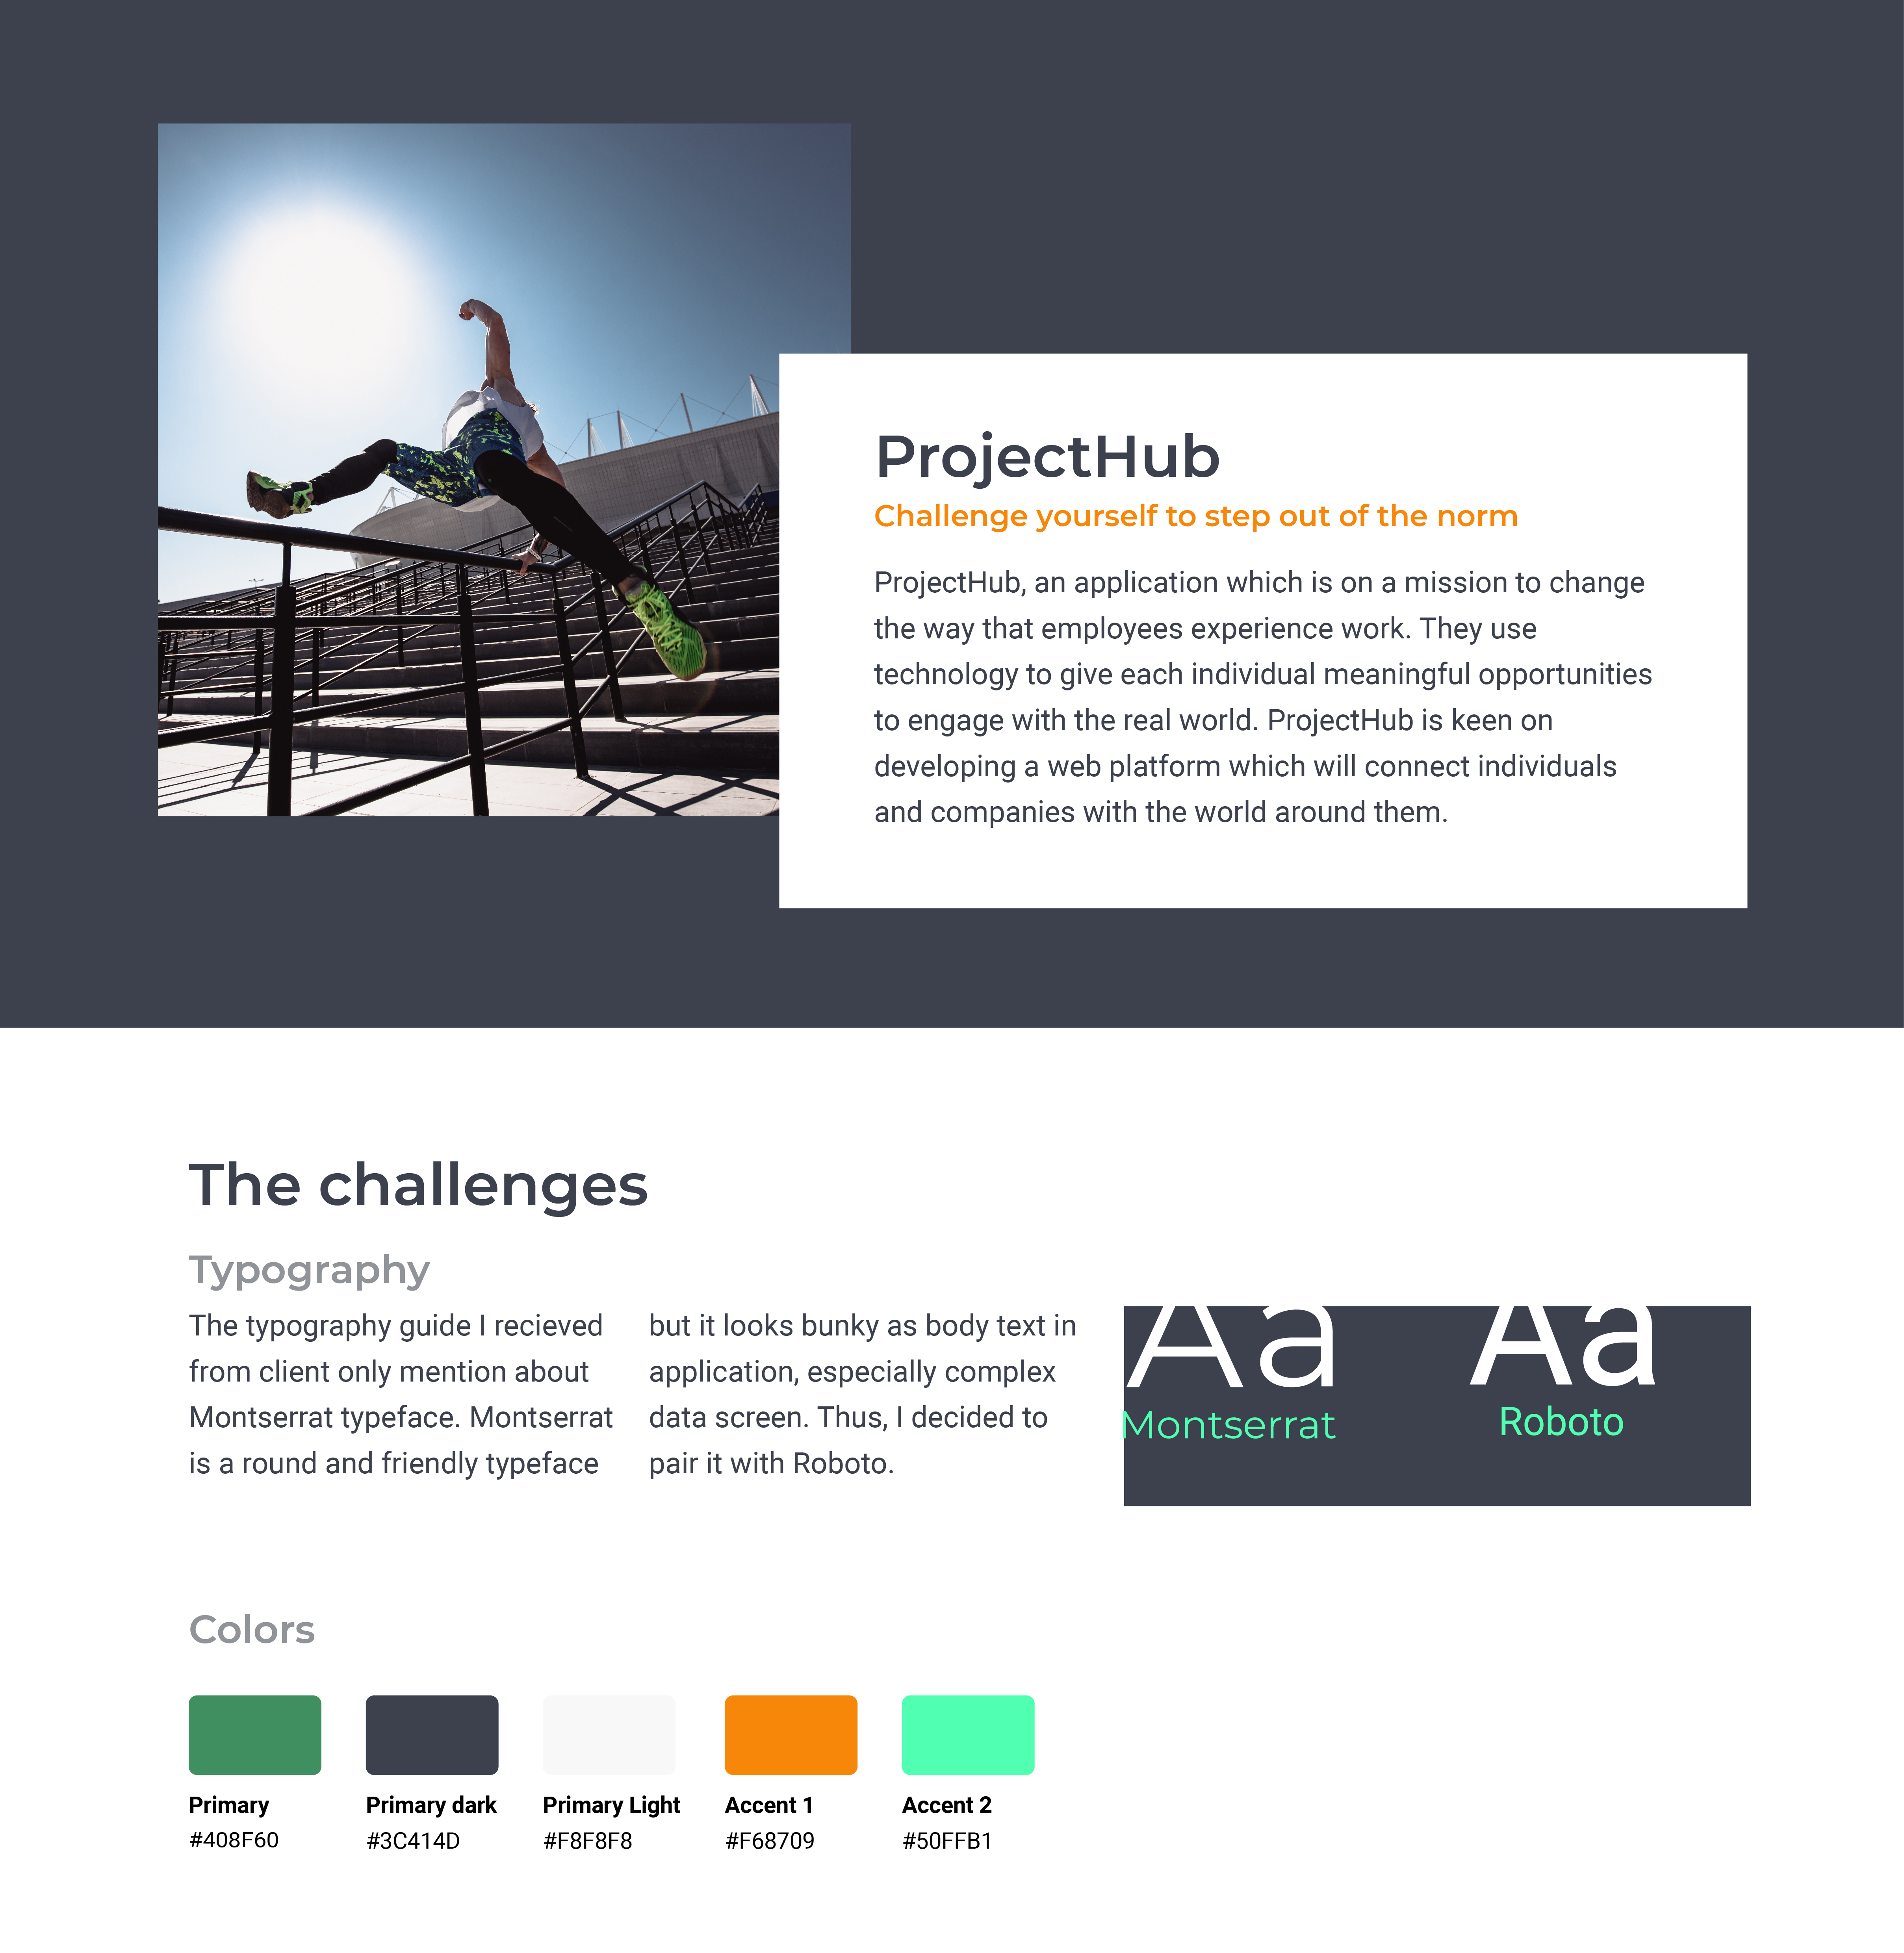 ProjectHub
Challenge yourself to step out of the norm
ProjectHub, an application which is on a mission to change
the way that employees experience work. They use
technology to give each individual meaningful opportunities
to engage with the real world. ProjectHub is keen on
developing a web platform which will connect individuals
and companies with the world around them.
The challenges
Typography
The typography guide I recieved
from client only mention about
Montserrat typeface. Montserrat
is a round and friendly typeface
but it looks bunky as body text in
application, especially complex
data screen. Thus, I decided to
pair it with Roboto.
Aa
Montserrat
Aa
Roboto
Colors
Primary
#408F60
Primary dark
#3C414D
Primary Light
#F8F8F8
Accent 1
#F68709
Accent 2
#50FFB1